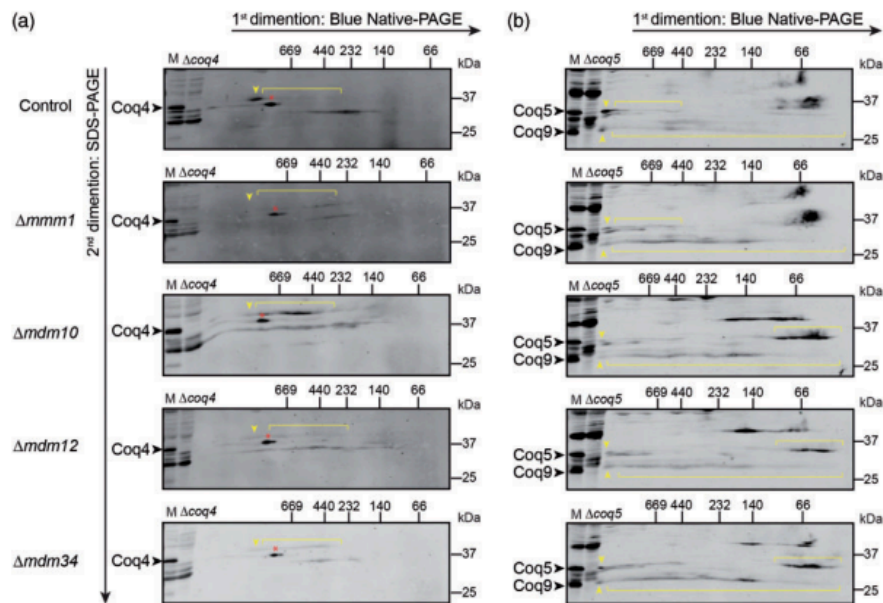 (a)
1st dimention: Blue Native-PAGE
2nd dimention: SDS-PAGE
M Δcoq4 669 440 232 140 66
kDa
Control
Coq4
37
25
M Δcoq4 669 440 232 140 66
kDa
Δmmm1
Coq4
37
25
M Δcoq4 669 440 232 140 66
kDa
Δmdm10
Coq4
37
25
M Δcoq4 669 440 232 140 66
kDa
Δmdm12
Coq4
37
25
M Δcoq4 669 440 232 140 66
kDa
Δmdm34
Coq4
37
25
(b)
1st dimention: Blue Native-PAGE
M Δcoq5 669 440 232 140 66
kDa
Coq5
Coq9
37
25
M Δcoq5 669 440 232 140 66
kDa
Coq5
Coq9
37
25
M Δcoq5 669 440 232 140 66
kDa
Coq5
Coq9
37
25
M Δcoq5 669 440 232 140 66
kDa
Coq5
Coq9
37
25
M Δcoq5 669 440 232 140 66
kDa
Coq5
Coq9
37
25